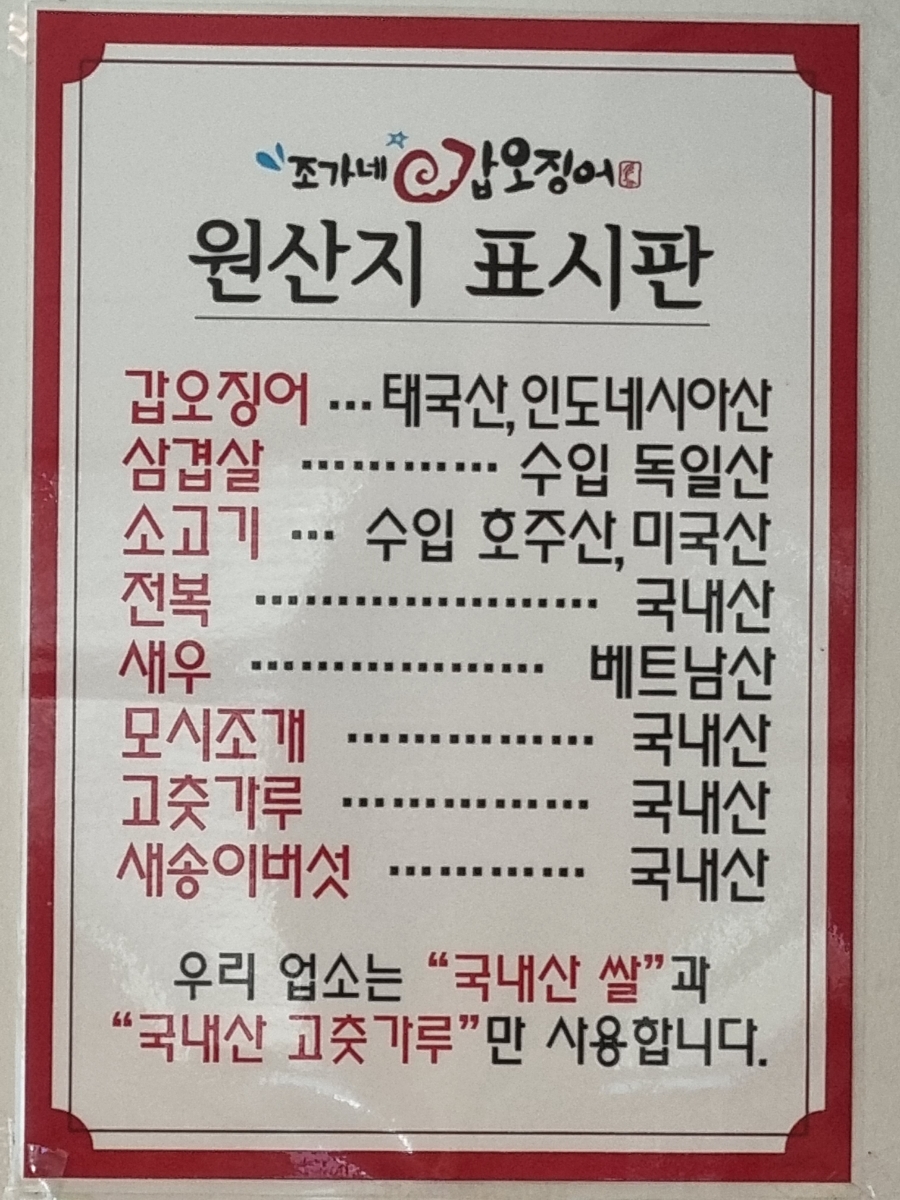 조가네 갑오징어
원산지 표시판
갑오징어 ... 태국산, 인도네시아산
삼겹살 ............... 수입 독일산
소고기 ... 수입 호주산, 미국산
전복 .......................... 국내산
새우 ...................... 베트남산
모시조개 ................... 국내산
고춧가루 ................... 국내산
새송이버섯 ............... 국내산
우리 업소는 “국내산 쌀”과
“국내산 고춧가루”만 사용합니다.